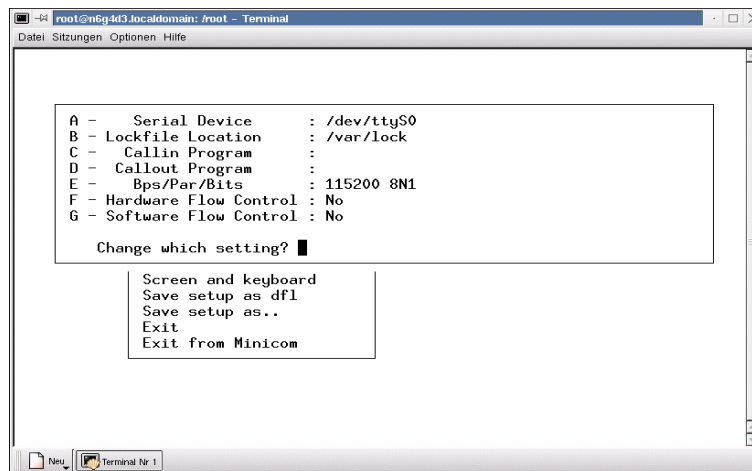 root@n6g4d3.localdomain: /root - Terminal
Datei Sitzungen Optionen Hilfe
A - Serial Device : /dev/ttyS0
B - Lockfile Location : /var/lock
C - Callin Program :
D - Callout Program :
E - Bps/Par/Bits : 115200 8N1
F - Hardware Flow Control : No
G - Software Flow Control : No
Change which setting?
Screen and keyboard
Save setup as dfl
Save setup as..
Exit
Exit from Minicom
Neu Terminal Nr 1